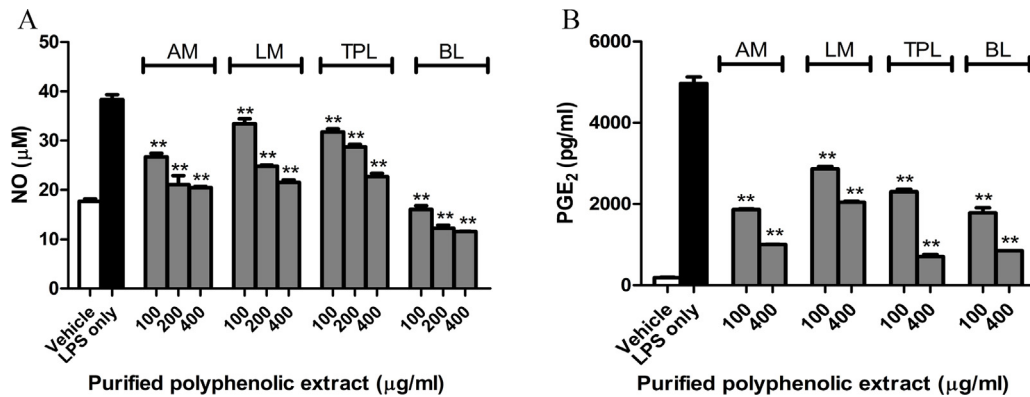 A
AM LM TPL BL
50
40
30
20
10
0
NO (μM)
** ** ** ** ** ** ** ** ** ** ** **
Vehicle LPS only 100 200 400 100 200 400 100 200 400 100 200 400
Purified polyphenolic extract (μg/ml)
B
AM LM TPL BL
6000
4000
2000
0
PGE2 (pg/ml)
** ** ** ** ** ** ** **
Vehicle LPS only 100 400 100 400 100 400 100 400
Purified polyphenolic extract (μg/ml)